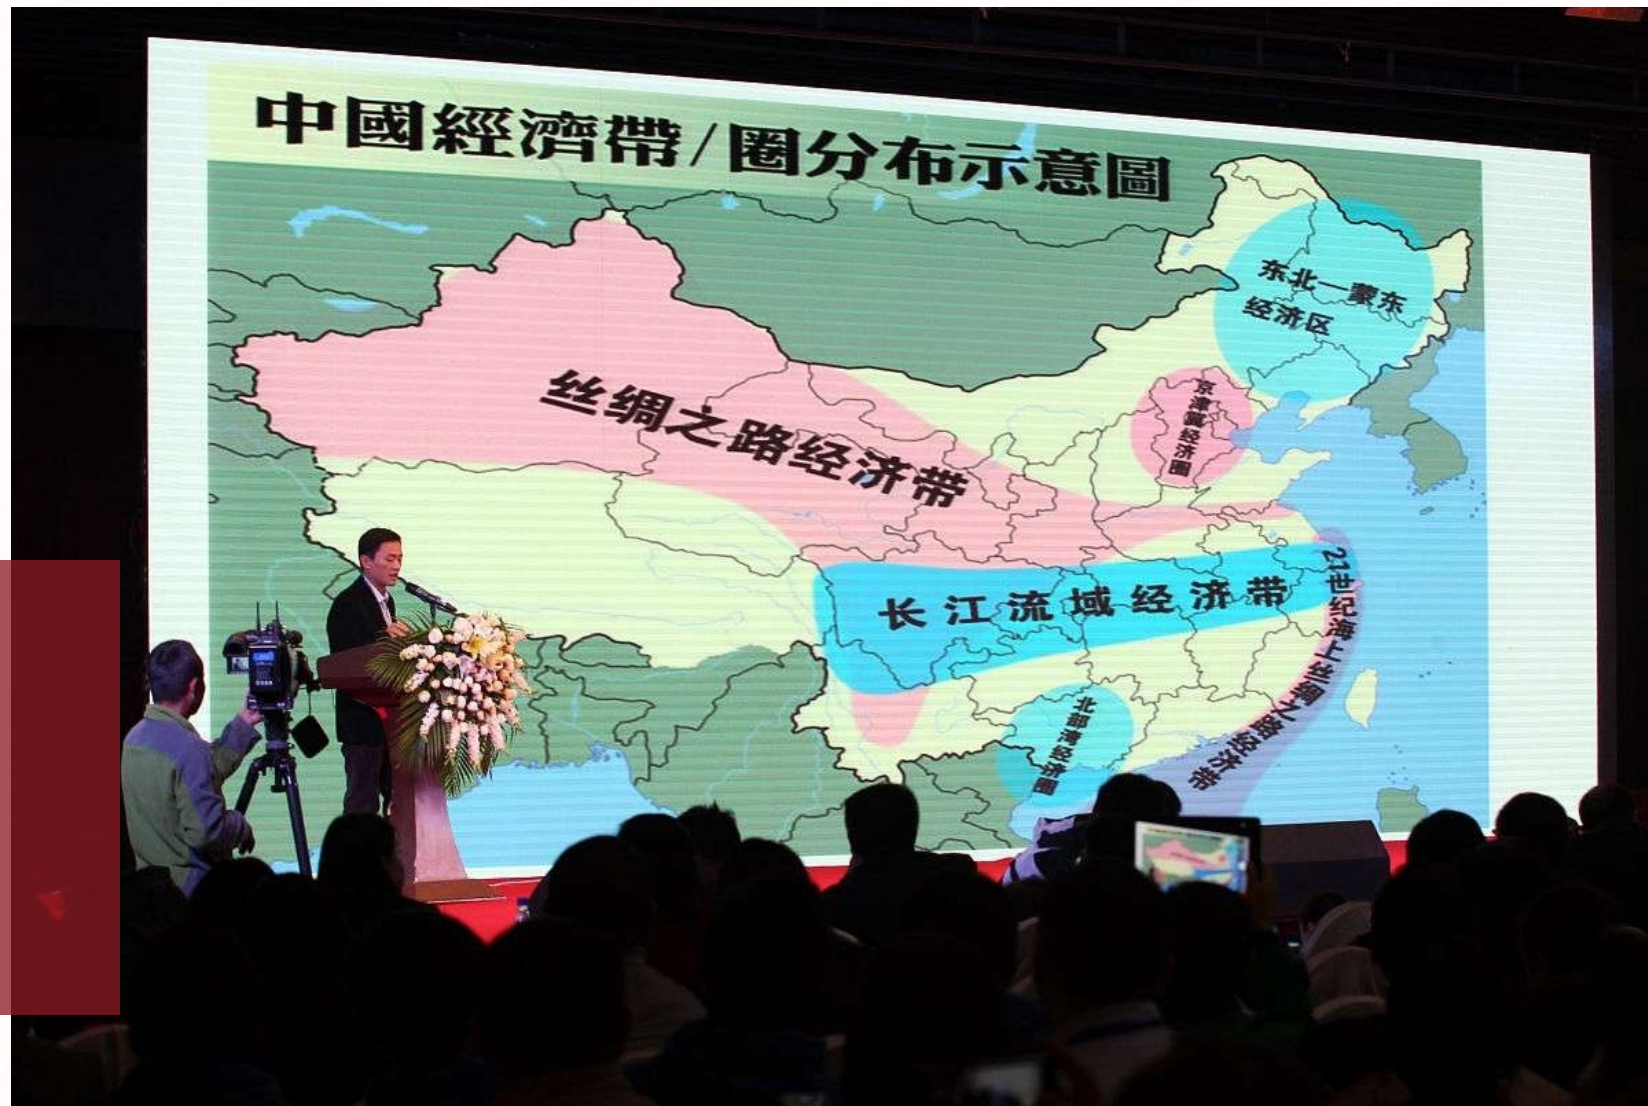 中國經濟帶/圈分布示意圖
东北一蒙东
经济区
京津冀经济圈
丝绸之路经济带
长江流域经济带
21世纪海上丝绸之路经济带
北部湾经济圈